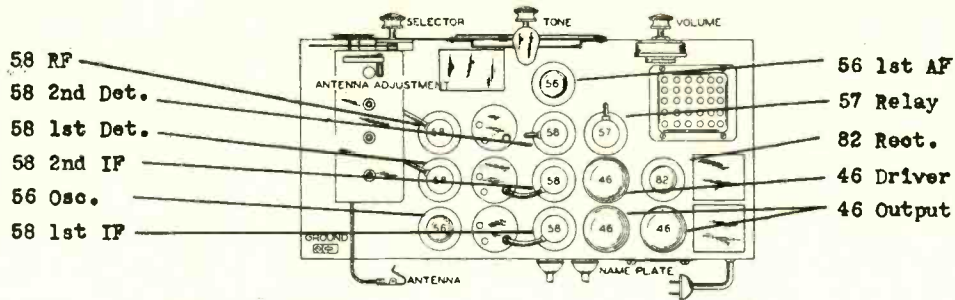 SELECTOR
TONE
VOLUME
58 RF
58 2nd Det.
58 1st Det.
58 2nd IF
56 Osc.
58 1st IF
ANTENNA ADJUSTMENT
56
58
58
57
58
58
46
82
56
58
46
46
GROUND
ANTENNA
NAME PLATE
56 1st AF
57 Relay
82 Rect.
46 Driver
46 Output